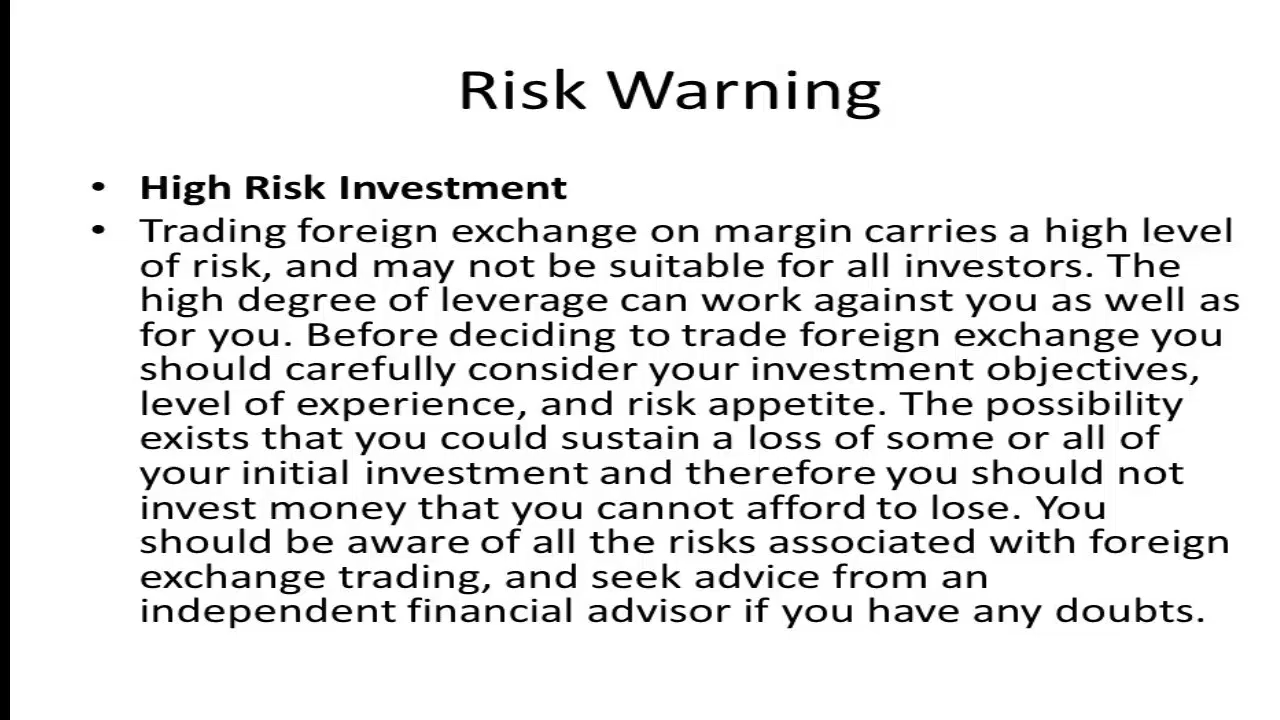 Risk Warning
• High Risk Investment
• Trading foreign exchange on margin carries a high level
of risk, and may not be suitable for all investors. The
high degree of leverage can work against you as well as
for you. Before deciding to trade foreign exchange you
should carefully consider your investment objectives,
level of experience, and risk appetite. The possibility
exists that you could sustain a loss of some or all of
your initial investment and therefore you should not
invest money that you cannot afford to lose. You
should be aware of all the risks associated with foreign
exchange trading, and seek advice from an
independent financial advisor if you have any doubts.